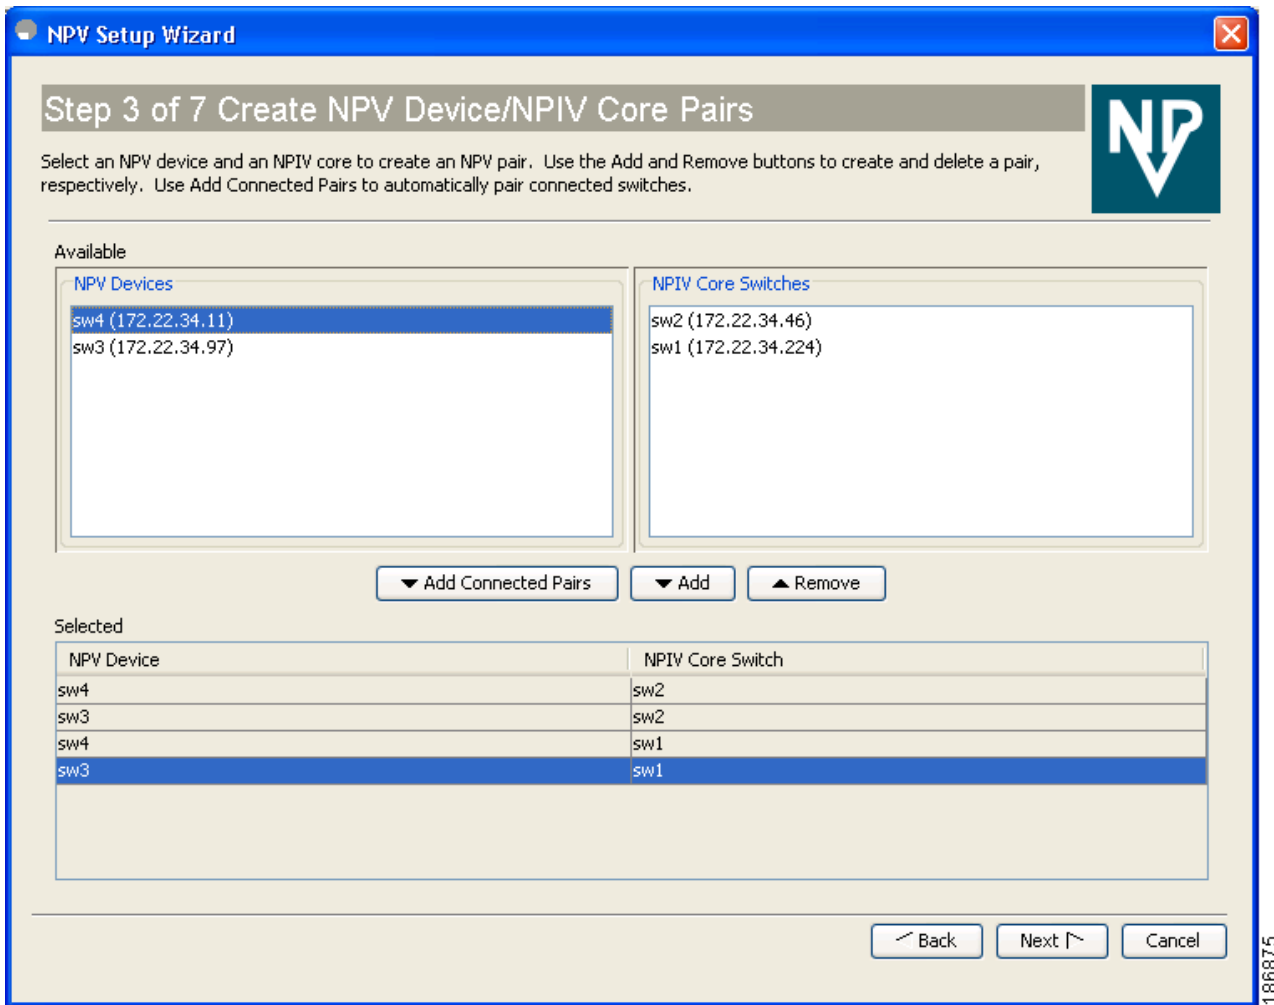 NPV Setup Wizard
Step 3 of 7 Create NPV Device/NPIV Core Pairs
NPV
Select an NPV device and an NPIV core to create an NPV pair.  Use the Add and Remove buttons to create and delete a pair,
respectively.  Use Add Connected Pairs to automatically pair connected switches.
Available
NPV Devices
sw4 (172.22.34.11)
sw3 (172.22.34.97)
NPIV Core Switches
sw2 (172.22.34.46)
sw1 (172.22.34.224)
Add Connected Pairs
Add
Remove
Selected
NPV Device NPIV Core Switch
sw4 sw2
sw3 sw2
sw4 sw1
sw3 sw1
Back
Next
Cancel
186875